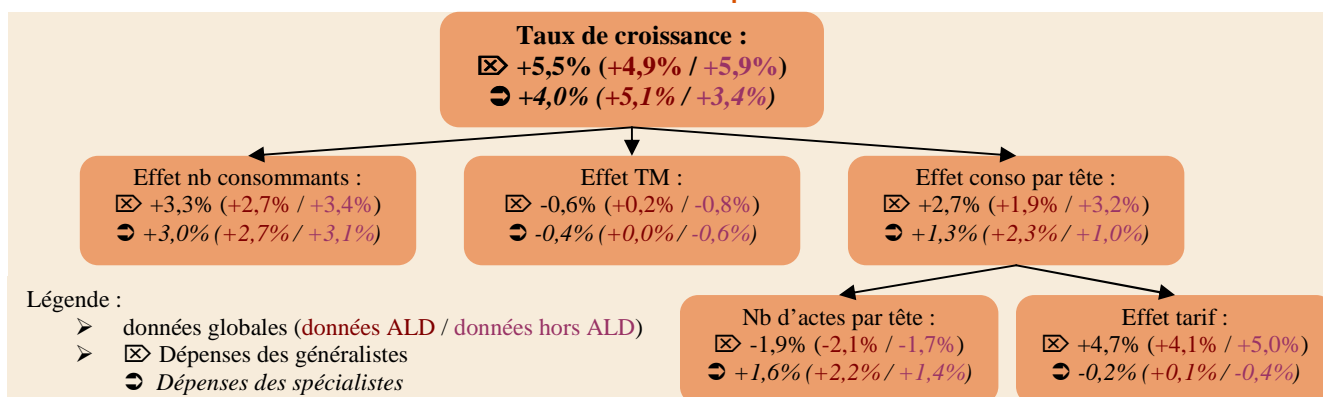 Taux de croissance :
⌦ +5,5% (+4,9% / +5,9%)
➲ +4,0% (+5,1% / +3,4%)
Effet nb consommants :
⌦ +3,3% (+2,7% / +3,4%)
➲ +3,0% (+2,7% / +3,1%)
Effet TM :
⌦ -0,6% (+0,2% / -0,8%)
➲ -0,4% (+0,0% / -0,6%)
Effet conso par tête :
⌦ +2,7% (+1,9% / +3,2%)
➲ +1,3% (+2,3% / +1,0%)
Légende :
➢ données globales (données ALD / données hors ALD)
➢ ⌦ Dépenses des généralistes
➲ Dépenses des spécialistes
Nb d'actes par tête :
⌦ -1,9% (-2,1% / -1,7%)
➲ +1,6% (+2,2% / +1,4%)
Effet tarif :
⌦ +4,7% (+4,1% / +5,0%)
➲ -0,2% (+0,1% / -0,4%)